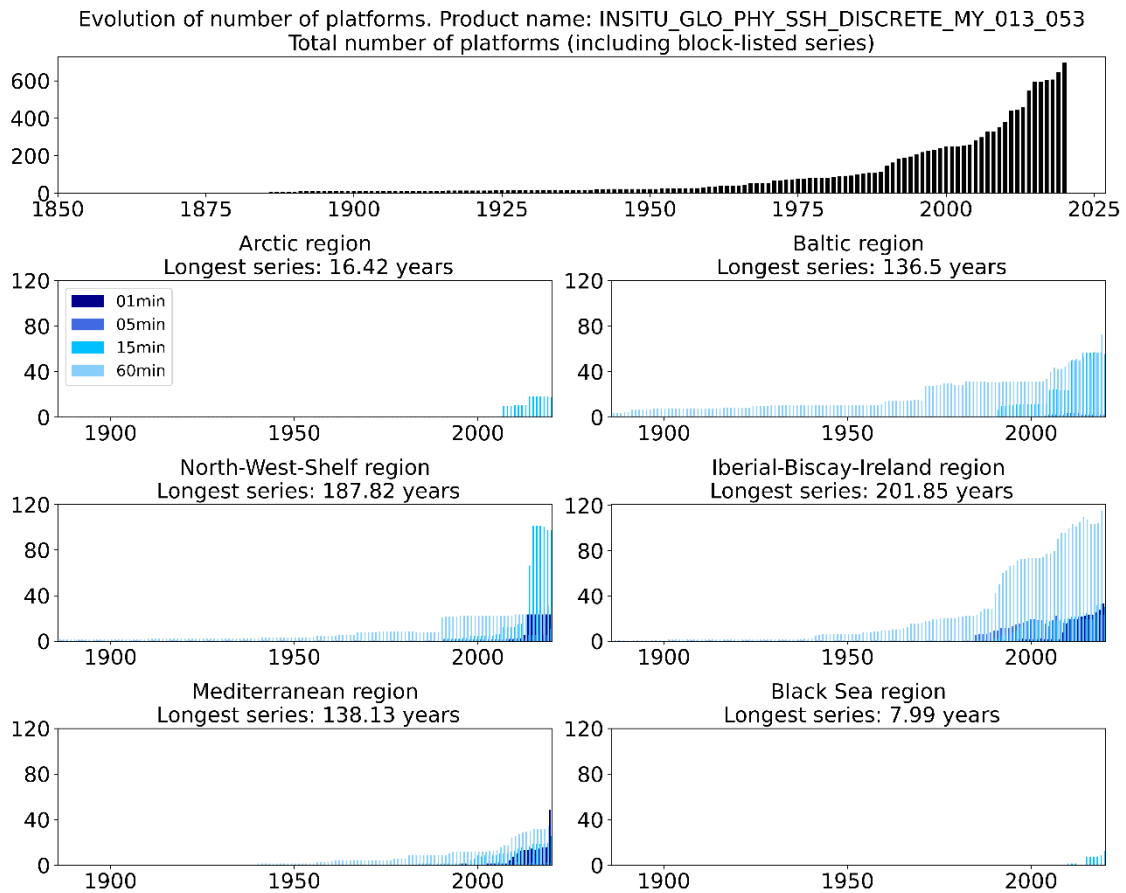 Evolution of number of platforms. Product name: INSITU_GLO_PHY_SSH_DISCRETE_MY_013_053
Total number of platforms (including block-listed series)
600
400
200
0
1850 1875 1900 1925 1950 1975 2000 2025
Arctic region
Longest series: 16.42 years
120
80
40
0
01min
05min
15min
60min
1900 1950 2000
Baltic region
Longest series: 136.5 years
120
80
40
0
1900 1950 2000
North-West-Shelf region
Longest series: 187.82 years
120
80
40
0
1900 1950 2000
Iberial-Biscay-Ireland region
Longest series: 201.85 years
120
80
40
0
1900 1950 2000
Mediterranean region
Longest series: 138.13 years
120
80
40
0
1900 1950 2000
Black Sea region
Longest series: 7.99 years
120
80
40
0
1900 1950 2000